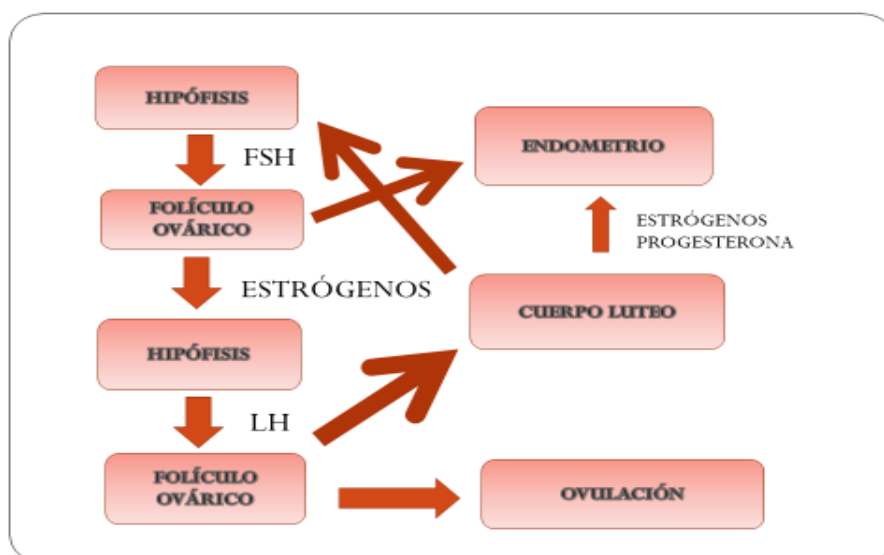 HIPÓFISIS
FSH
FOLÍCULO
OVÁRICO
ESTRÓGENOS
HIPÓFISIS
LH
FOLÍCULO
OVÁRICO
ENDOMETRIO
ESTRÓGENOS
PROGESTERONA
CUERPO LUTEO
OVULACIÓN